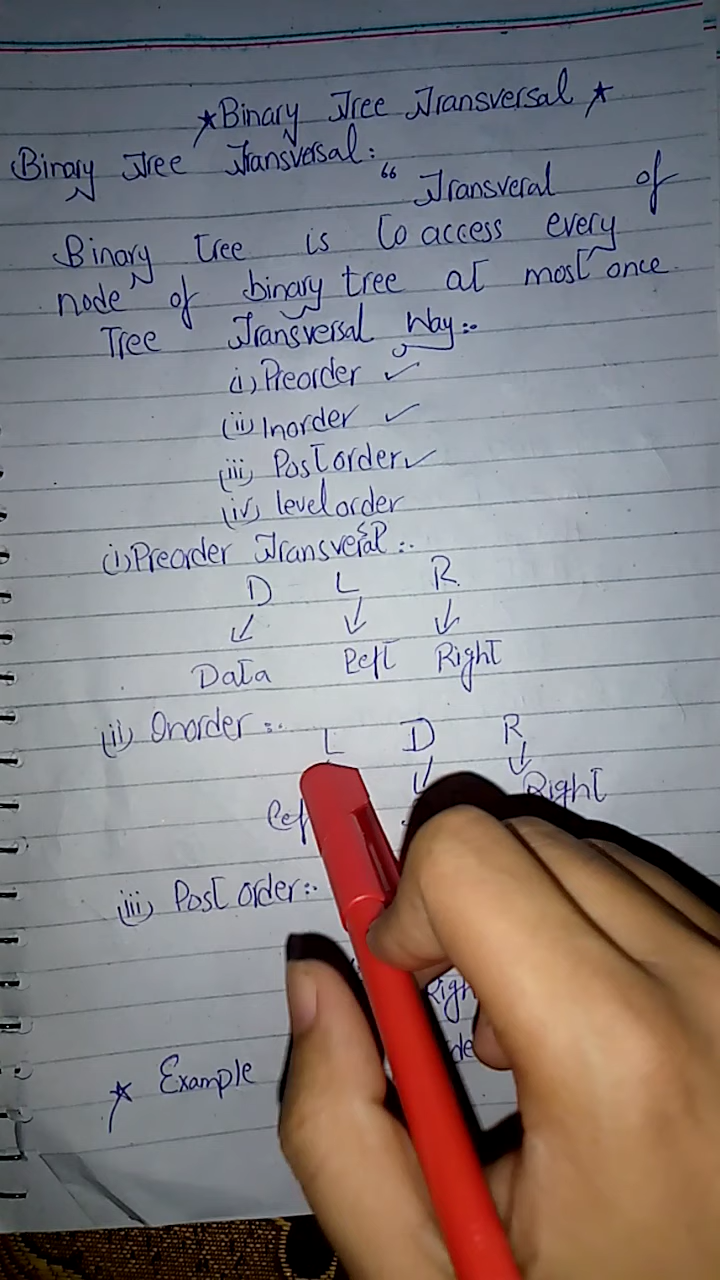 ★ Binary Tree Transversal ★
Binary Tree Transversal:
“ Transveral of
Binary tree is to access every
node of binary tree at most once
Tree Transversal Way:-
(i) Preorder ✓
(ii) Inorder ✓
(iii) Postorder ✓
(iv) levelorder
(i) Preorder Transversal :-
D L R
↓ ↓ ↓
Data left Right
(ii) Inorder :- L D R
↓ ↓
Right
(iii) Post order:-
★ Example